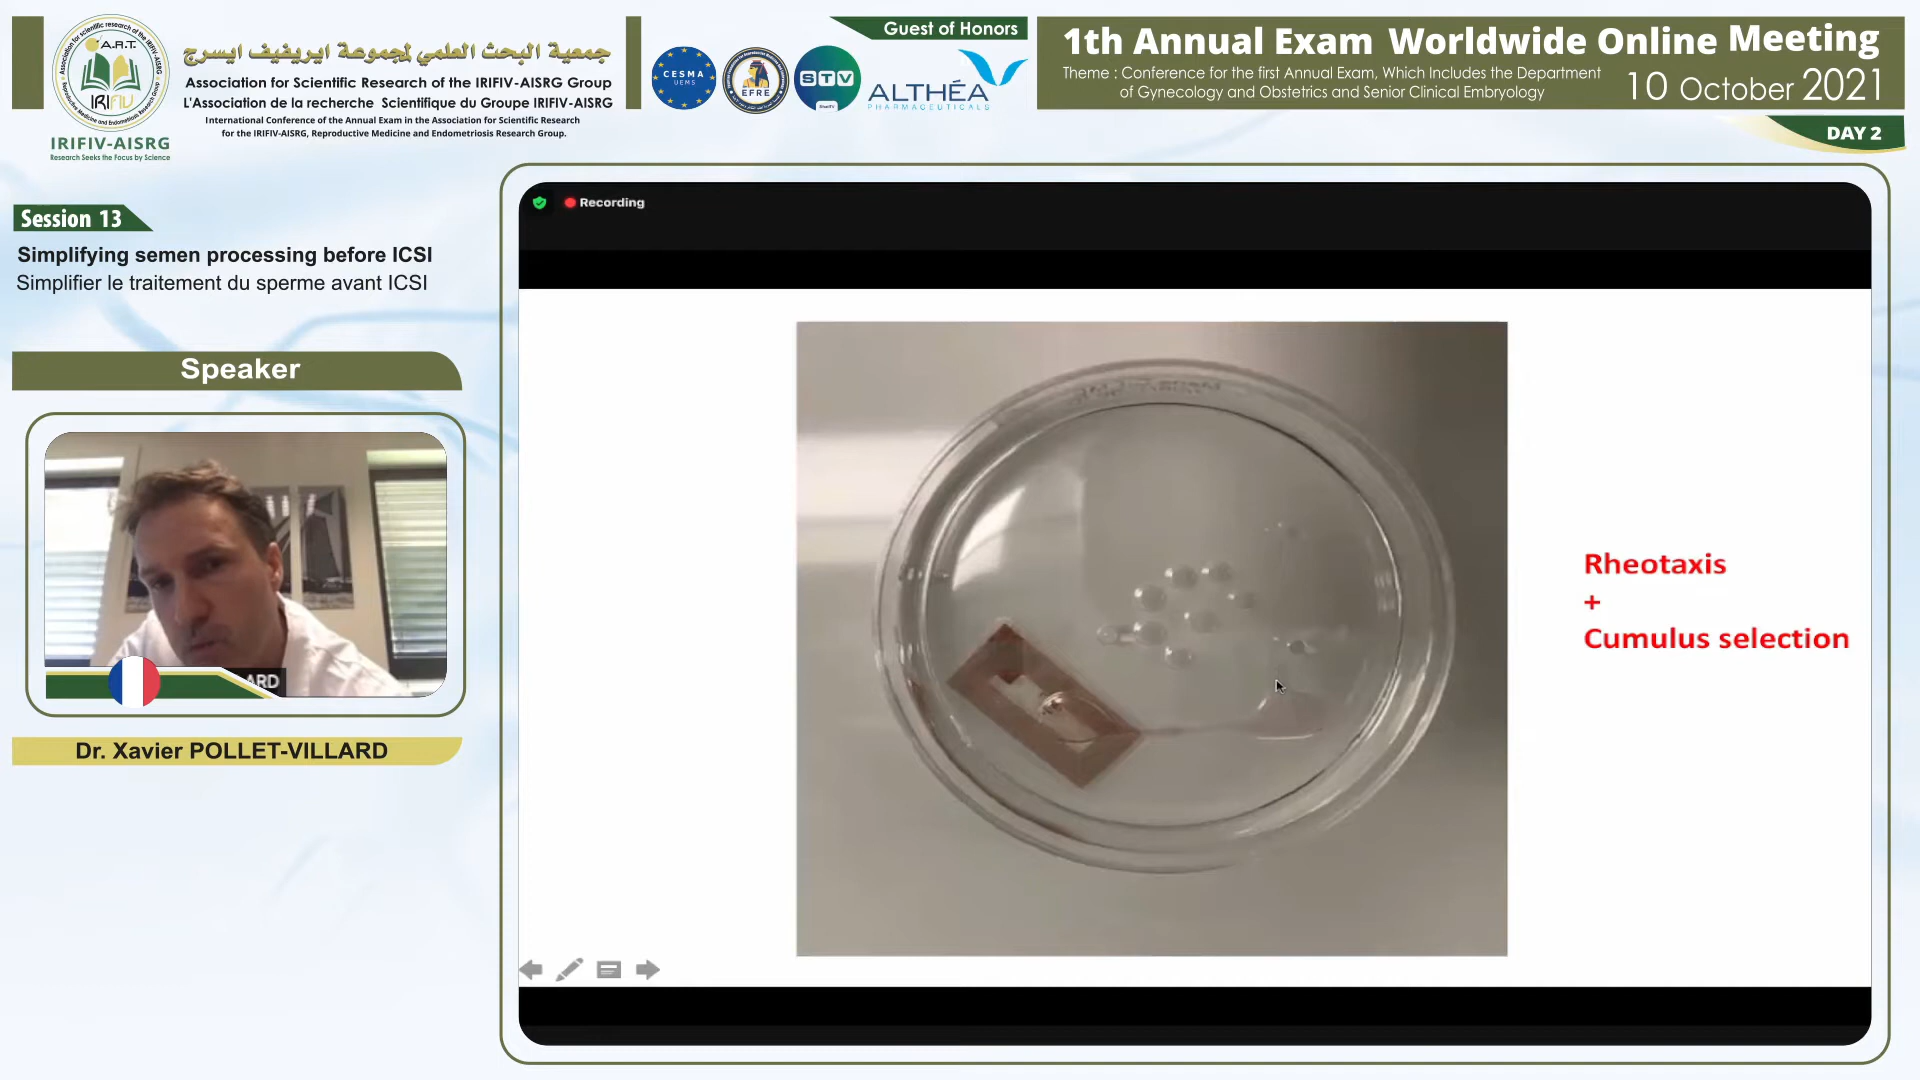 A.R.T.
IRIFIV
IRIFIV-AISRG
Research Seeks the Focus by Science
جمعية البحث العلمي لمجموعة ايريفيف ايسرج
Association for Scientific Research of the IRIFIV-AISRG Group
L'Association de la recherche Scientifique du Groupe IRIFIV-AISRG
International Conference of the Annual Exam in the Association for Scientific Research
for the IRIFIV-AISRG, Reproductive Medicine and Endometriosis Research Group.
Guest of Honors
CESMA
UEMS
EFRE
STV
ALTHÉA
PHARMACEUTICALS
1th Annual Exam Worldwide Online Meeting
Theme : Conference for the first Annual Exam, Which Includes the Department
of Gynecology and Obstetrics and Senior Clinical Embryology
10 October 2021
DAY 2
Session 13
Simplifying semen processing before ICSI
Simplifier le traitement du sperme avant ICSI
Speaker
ARD
Dr. Xavier POLLET-VILLARD
Recording
Rheotaxis
+
Cumulus selection